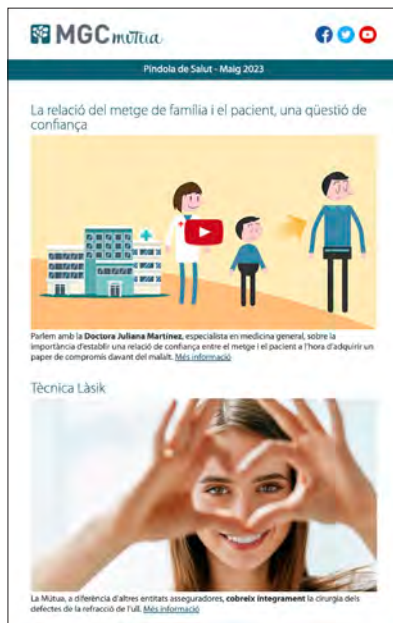 MGC mútua
Píndola de Salut - Maig 2023
La relació del metge de família i el pacient, una qüestió de
confiança
Parlem amb la Doctora Juliana Martínez, especialista en medicina general, sobre la
importància d'establir una relació de confiança entre el metge i el pacient a l'hora d'adquirir un
paper de compromís davant del malalt. Més informació
Tècnica Làsik
La Mútua, a diferència d'altres entitats asseguradores, cobreix íntegrament la cirurgia dels
defectes de la refracció de l'ull. Més informació